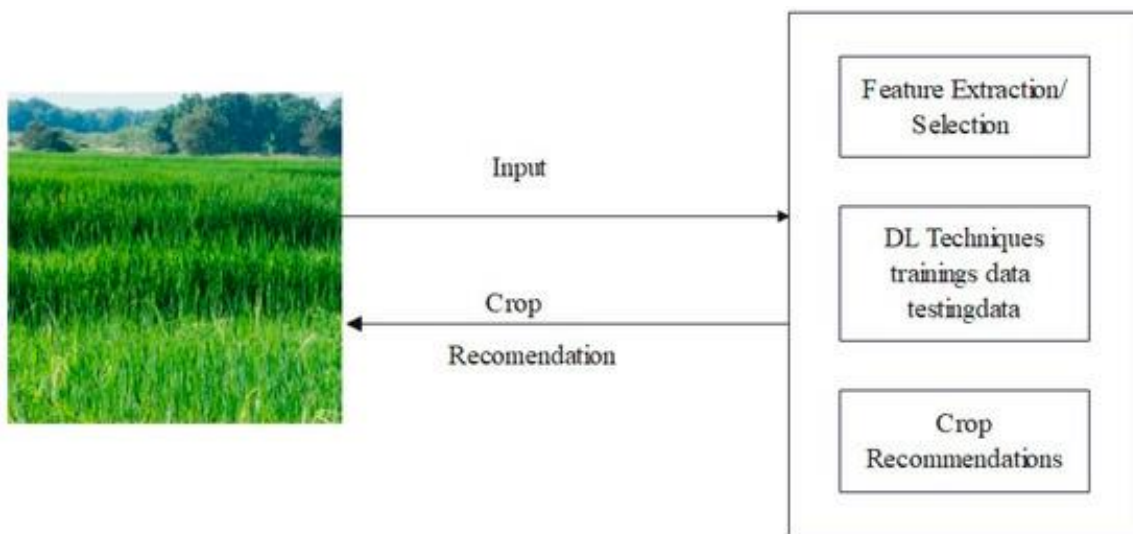 Input
Crop
Recomendation
Feature Extraction/
Selection
DL Techniques
trainings data
testingdata
Crop
Recommendations